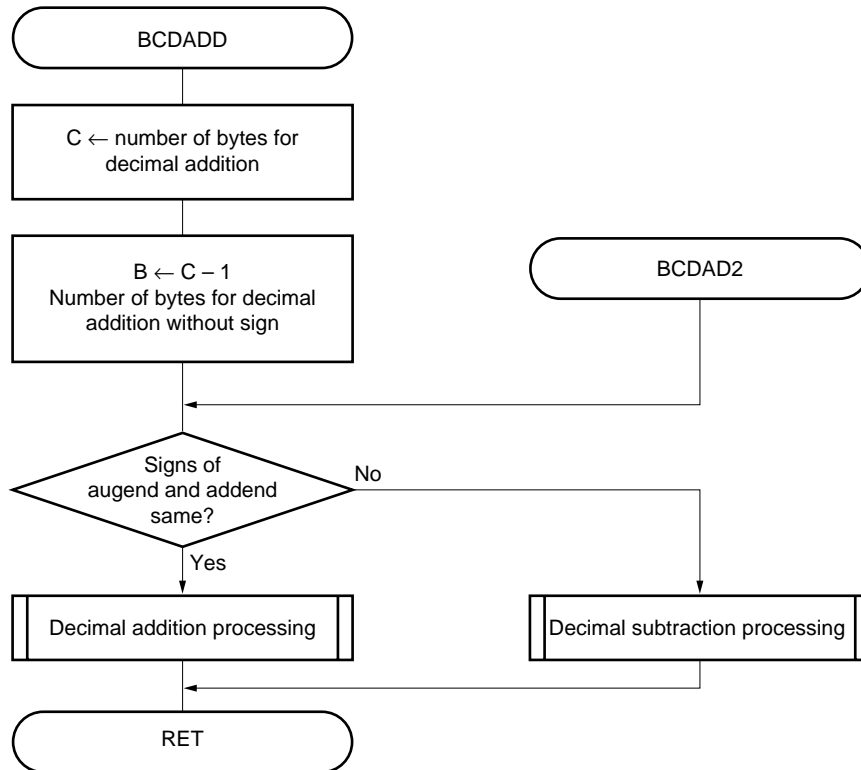 BCDADD
C ← number of bytes for
decimal addition
B ← C – 1
Number of bytes for decimal
addition without sign
BCDAD2
Signs of
augend and addend
same?
No
Yes
Decimal addition processing
Decimal subtraction processing
RET